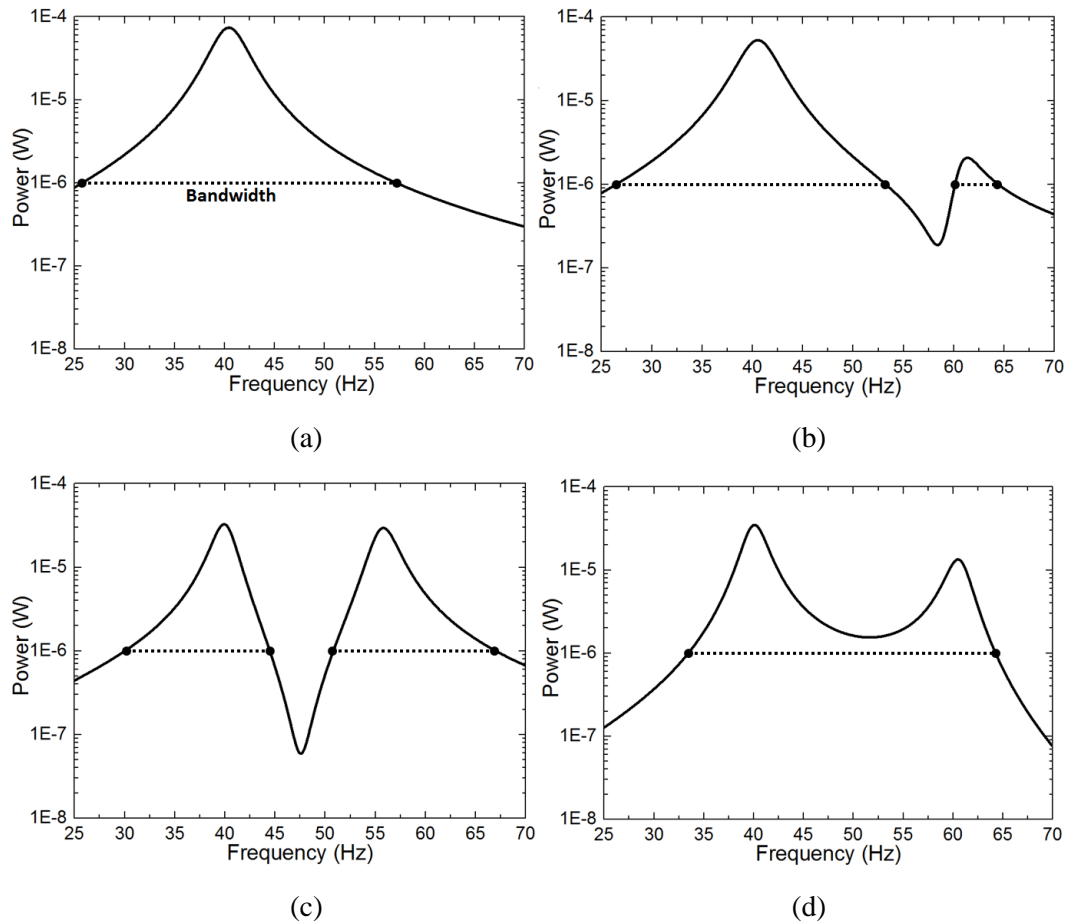 1E-4
1E-5
1E-6
1E-7
1E-8
Power (W)
Bandwidth
25 30 35 40 45 50 55 60 65 70
Frequency (Hz)
(a)
1E-4
1E-5
1E-6
1E-7
1E-8
Power (W)
25 30 35 40 45 50 55 60 65 70
Frequency (Hz)
(b)
1E-4
1E-5
1E-6
1E-7
1E-8
Power (W)
25 30 35 40 45 50 55 60 65 70
Frequency (Hz)
(c)
1E-4
1E-5
1E-6
1E-7
1E-8
Power (W)
25 30 35 40 45 50 55 60 65 70
Frequency (Hz)
(d)